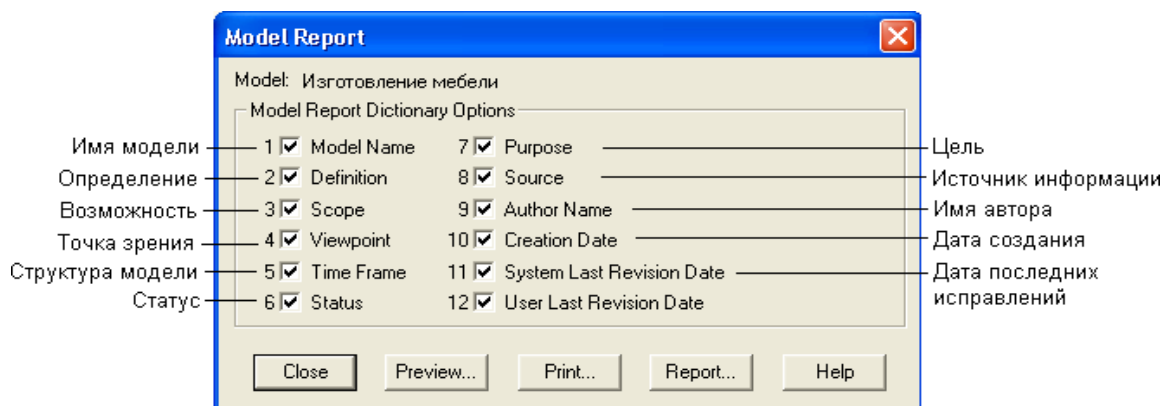 Model Report
Model: Изготовление мебели
Model Report Dictionary Options
Имя модели 1 Model Name 7 Purpose Цель
Определение 2 Definition 8 Source Источник информации
Возможность 3 Scope 9 Author Name Имя автора
Точка зрения 4 Viewpoint 10 Creation Date Дата создания
Структура модели 5 Time Frame 11 System Last Revision Date Дата последних
Статус 6 Status 12 User Last Revision Date исправлений
Close Preview... Print... Report... Help